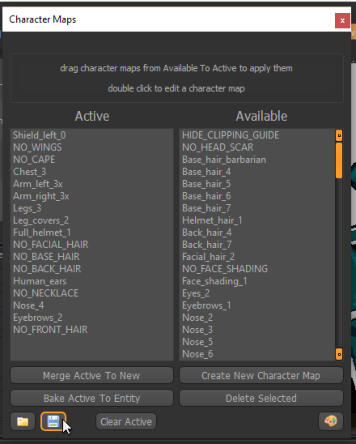 Character Maps
x
drag character maps from Available To Active to apply them
double click to edit a character map
Active
Shield_left_0
NO_WINGS
NO_CAPE
Chest_3
Arm_left_3x
Arm_right_3x
Legs_3
Leg_covers_2
Full_helmet_1
NO_FACIAL_HAIR
NO_BASE_HAIR
NO_BACK_HAIR
Human_ears
NO_NECKLACE
Nose_4
Eyebrows_2
NO_FRONT_HAIR
Available
HIDE_CLIPPING_GUIDE
NO_HEAD_SCAR
Base_hair_barbarian
Base_hair_4
Base_hair_5
Base_hair_6
Base_hair_7
Helmet_hair_1
Back_hair_4
Back_hair_7
Facial_hair_2
NO_FACE_SHADING
Face_shading_1
Eyes_2
Eyebrows_1
Nose_2
Nose_3
Nose_5
Nose_6
Merge Active To New
Create New Character Map
Bake Active To Entity
Delete Selected
Clear Active